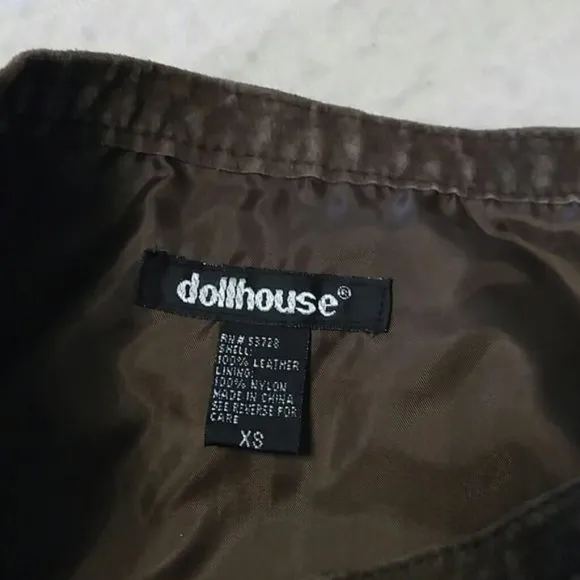 dollhouse®
RN# 53728
SHELL:
100% LEATHER
LINING:
100% NYLON
MADE IN CHINA
SEE REVERSE FOR
CARE
XS